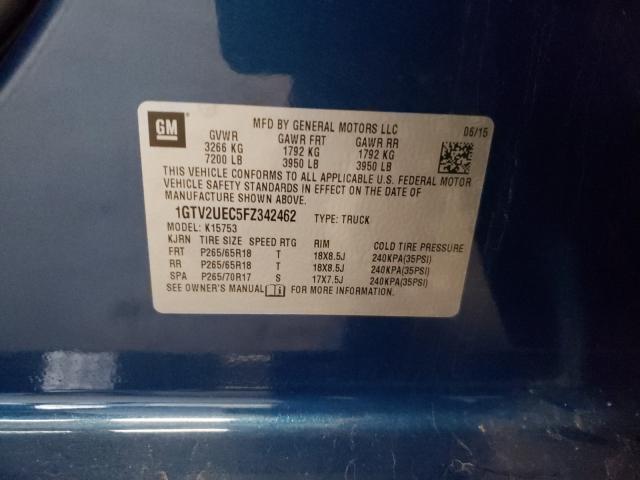 GM
MFD BY GENERAL MOTORS LLC 06/15
GVWR GAWR FRT GAWR RR
3266 KG 1792 KG 1792 KG
7200 LB 3950 LB 3950 LB
THIS VEHICLE CONFORMS TO ALL APPLICABLE U.S. FEDERAL MOTOR
VEHICLE SAFETY STANDARDS IN EFFECT ON THE DATE OF
MANUFACTURE SHOWN ABOVE.
1GTV2UEC5FZ342462 TYPE: TRUCK
MODEL: K15753
KJRN TIRE SIZE SPEED RTG RIM COLD TIRE PRESSURE
FRT P265/65R18 T 18X8.5J 240KPA(35PSI)
RR P265/65R18 T 18X8.5J 240KPA(35PSI)
SPA P265/70R17 S 17X7.5J 240KPA(35PSI)
SEE OWNER'S MANUAL FOR MORE INFORMATION.